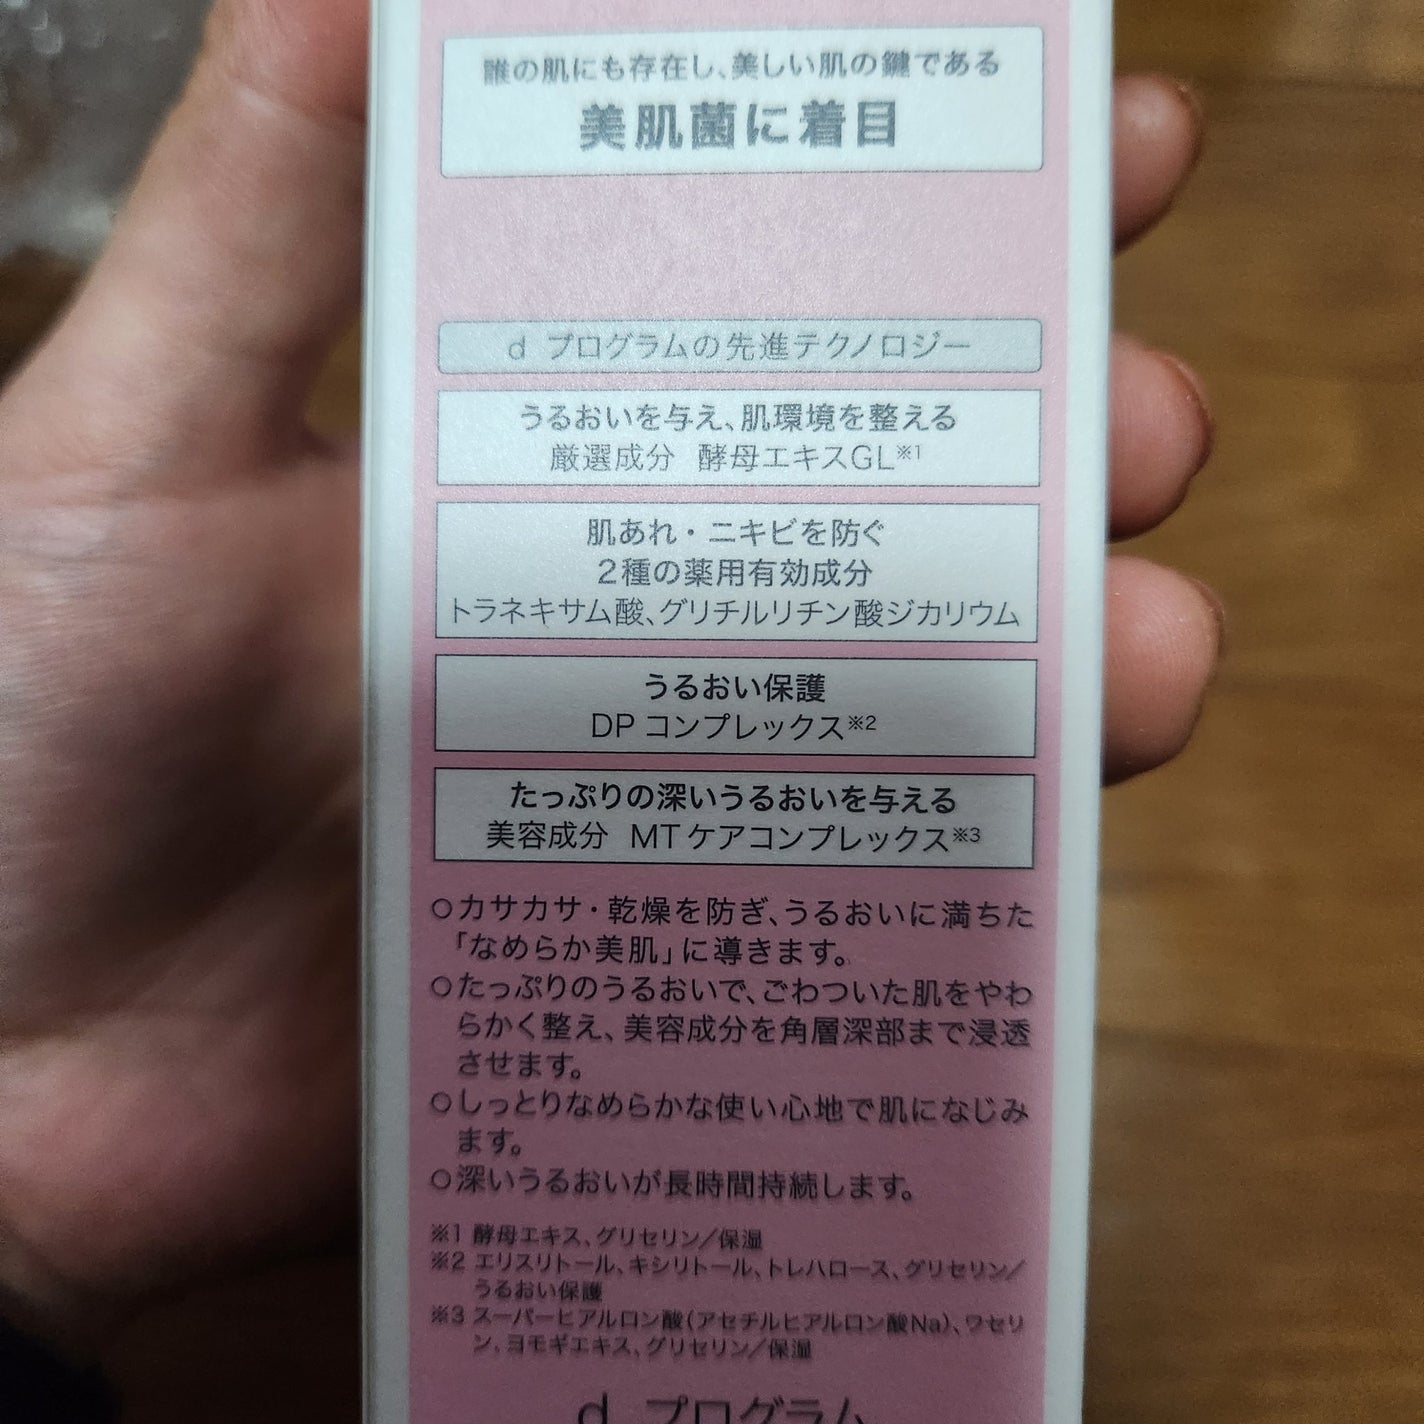 誰の肌にも存在し、美しい肌の鍵である
美肌菌に着目
d プログラムの先進テクノロジー
うるおいを与え、肌環境を整える
厳選成分 酵母エキスGL※1
肌あれ・ニキビを防ぐ
2種の薬用有効成分
トラネキサム酸、グリチルリチン酸ジカリウム
うるおい保護
DP コンプレックス※2
たっぷりの深いうるおいを与える
美容成分 MTケアコンプレックス※3
○カサカサ・乾燥を防ぎ、うるおいに満ちた
「なめらか美肌」に導きます。
○たっぷりのうるおいで、ごわついた肌をやわ
らかく整え、美容成分を角層深部まで浸透
させます。
○しっとりなめらかな使い心地で肌になじみ
ます。
○深いうるおいが長時間持続します。
※1 酵母エキス、グリセリン／保湿
※2 エリスリトール、キシリトール、トレハロース、グリセリン／
うるおい保護
※3 スーパーヒアルロン酸(アセチルヒアルロン酸Na)、ワセリ
ン、ヨモギエキス、グリセリン／保湿
d プログラム